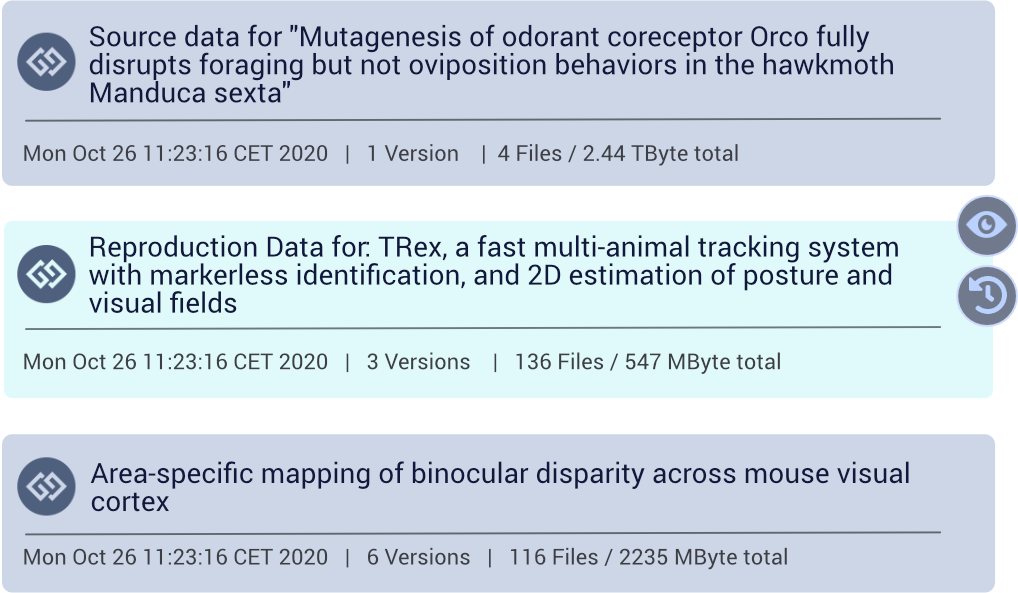 Source data for "Mutagenesis of odorant coreceptor Orco fully
disrupts foraging but not oviposition behaviors in the hawkmoth
Manduca sexta"
Mon Oct 26 11:23:16 CET 2020 | 1 Version | 4 Files / 2.44 TByte total
Reproduction Data for: TRex, a fast multi-animal tracking system
with markerless identification, and 2D estimation of posture and
visual fields
Mon Oct 26 11:23:16 CET 2020 | 3 Versions | 136 Files / 547 MByte total
Area-specific mapping of binocular disparity across mouse visual
cortex
Mon Oct 26 11:23:16 CET 2020 | 6 Versions | 116 Files / 2235 MByte total